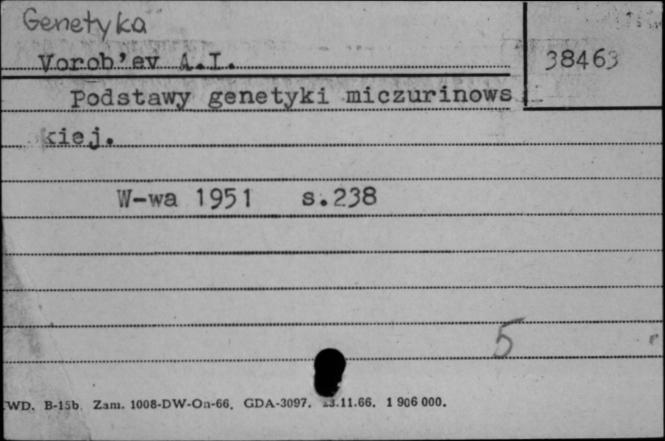 Genetyka
Vorob'ev A.I.
38463
Podstawy genetyki miczurinows
kiej.
W-wa 1951 s.238
5
WD. B-15b Zam. 1008-DW-On-66. GDA-3097. 23.11.66. 1 906 000.